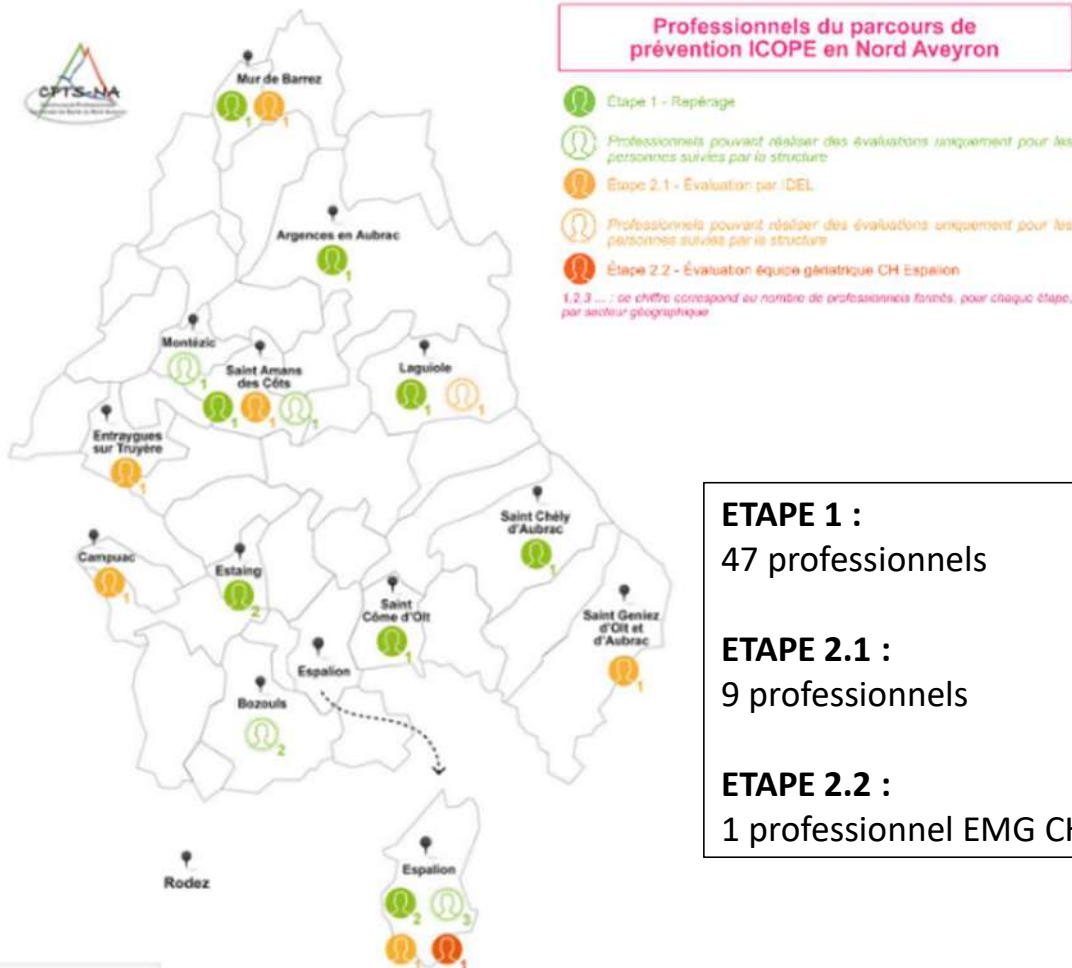 Professionnels du parcours de
prévention ICOPE en Nord Aveyron
CPTS-NA
Étape 1 - Repérage
Professionnels pouvant réaliser des évaluations uniquement pour les
personnes suivies par la structure
Étape 2.1 - Évaluation par IDEL
Professionnels pouvant réaliser des évaluations uniquement pour les
personnes suivies par la structure
Étape 2.2 - Évaluation équipe gériatrique CH Espalion
1,2,3 ... : ce chiffre correspond au nombre de professionnels formés, pour chaque étape,
par secteur géographique
Mur de Barrez
1 1
Argences en Aubrac
1
Montézic
1
Saint Amans
des Côts
1 1 1
Laguiole
1 1
Entraygues
sur Truyère
1
Saint Chély
d'Aubrac
1
Campuac
1
Estaing
2
Saint
Côme d'Olt
1
Saint Geniez
d'Olt et
d'Aubrac
1
Espalion
Bozouls
2
Rodez
Espalion
2 3
1 1
ETAPE 1 :
47 professionnels
ETAPE 2.1 :
9 professionnels
ETAPE 2.2 :
1 professionnel EMG CH